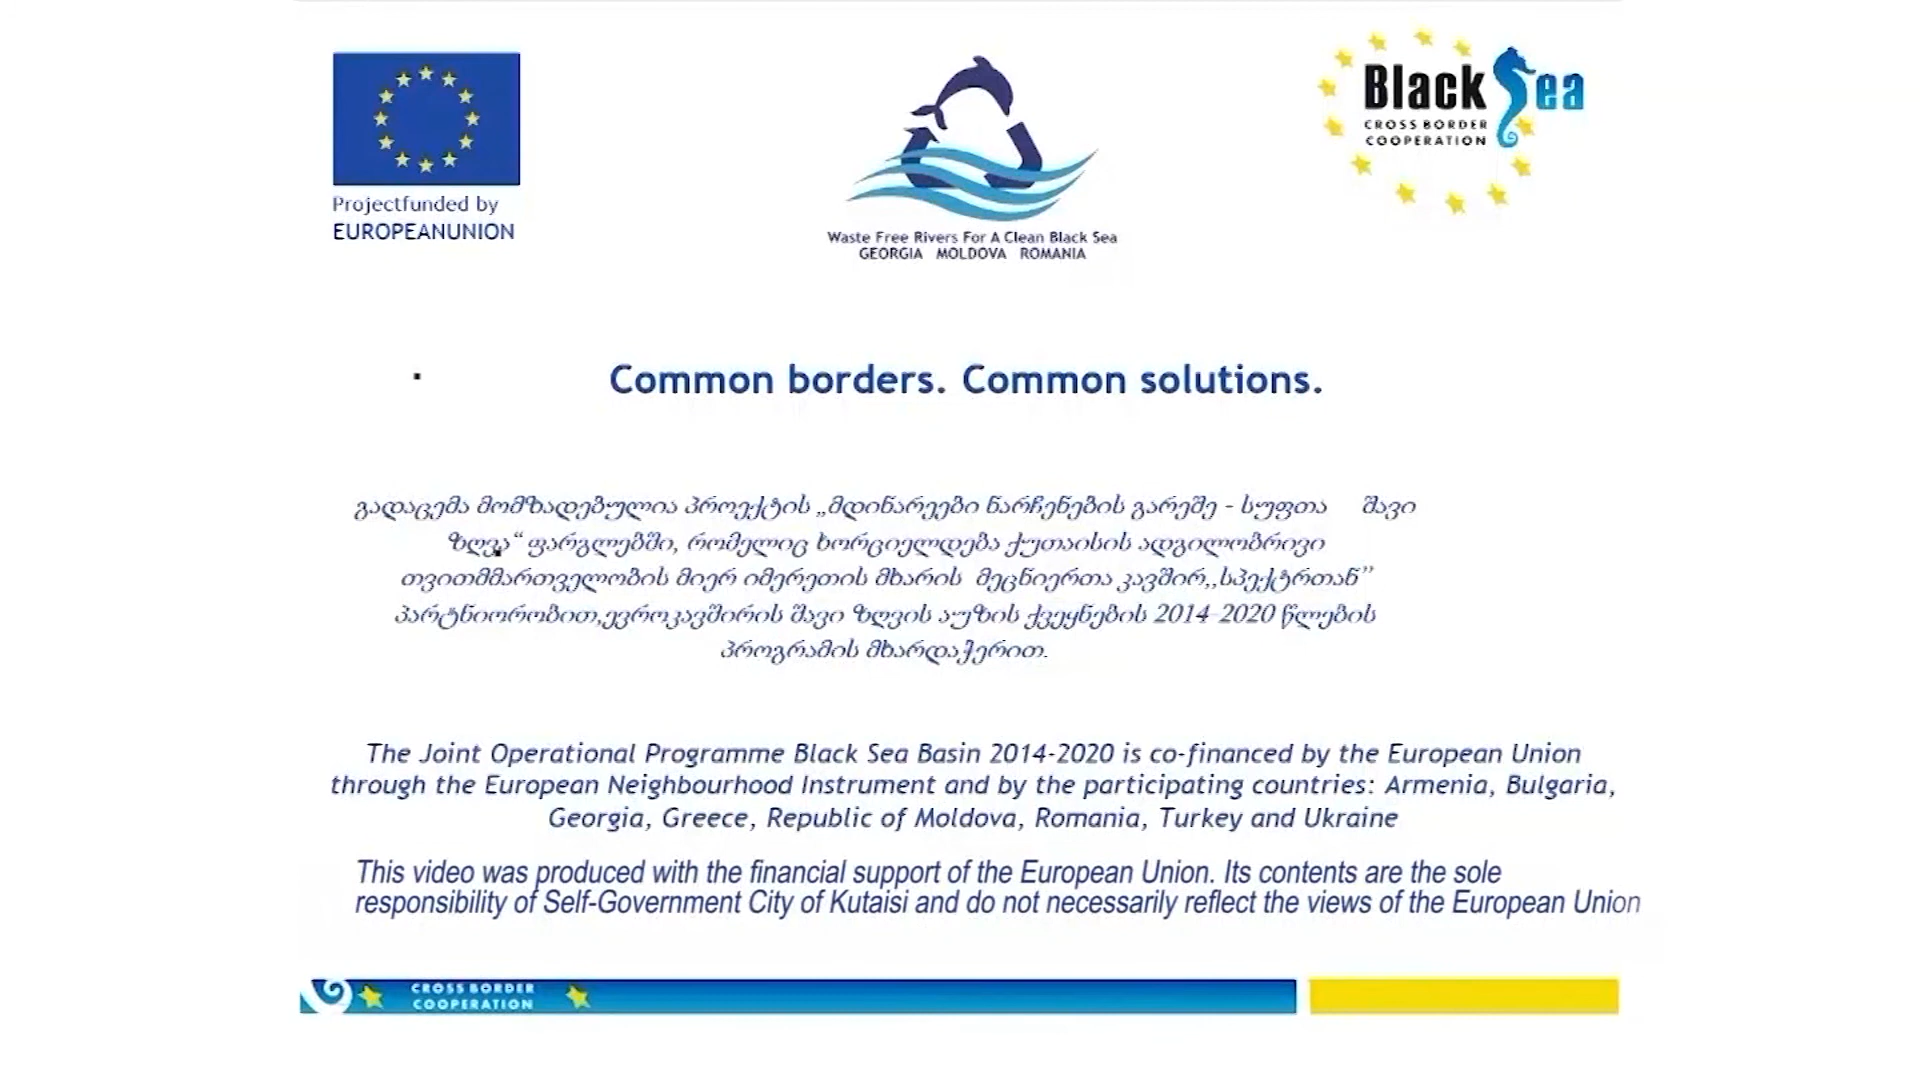 Projectfunded by
EUROPEANUNION
Waste Free Rivers For A Clean Black Sea
GEORGIA MOLDOVA ROMANIA
Black Sea
CROSS BORDER
COOPERATION
Common borders. Common solutions.
გადაცემა მომზადებულია პროექტის „მდინარეები ნარჩენების გარეშე - სუფთა შავი
ზღვა“ ფარგლებში, რომელიც ხორციელდება ქუთაისის ადგილობრივი
თვითმმართველობის მიერ იმერეთის მხარის მეცნიერთა კავშირ,,სპექტრთან”
პარტნიორობით,ევროკავშირის შავი ზღვის აუზის ქვეყნების 2014-2020 წლების
პროგრამის მხარდაჭერით.
The Joint Operational Programme Black Sea Basin 2014-2020 is co-financed by the European Union
through the European Neighbourhood Instrument and by the participating countries: Armenia, Bulgaria,
Georgia, Greece, Republic of Moldova, Romania, Turkey and Ukraine
This video was produced with the financial support of the European Union. Its contents are the sole
responsibility of Self-Government City of Kutaisi and do not necessarily reflect the views of the European Union
CROSS BORDER
COOPERATION